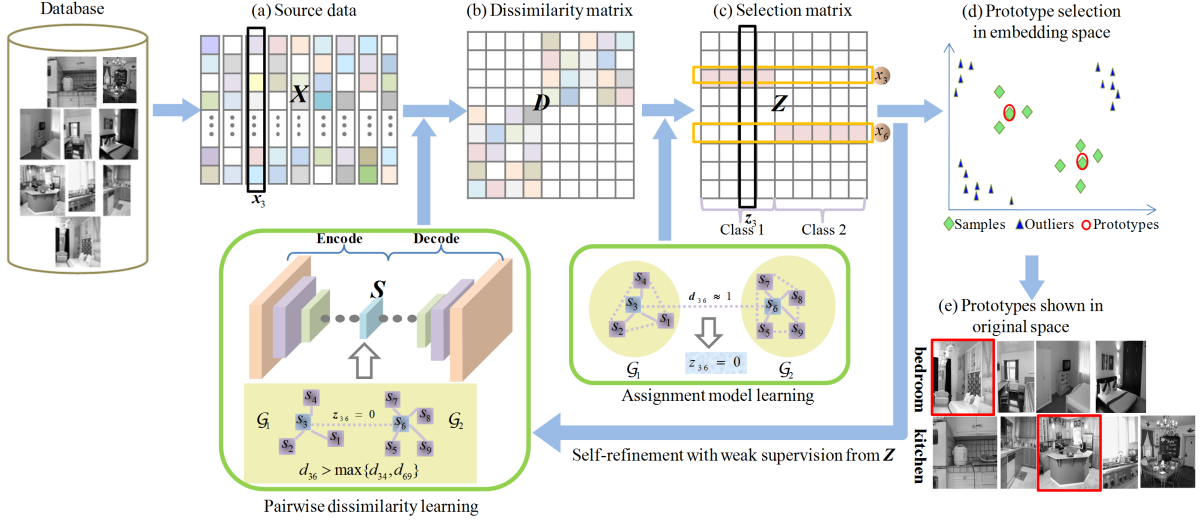 Database
(a) Source data
(b) Dissimilarity matrix
(c) Selection matrix
(d) Prototype selection
in embedding space
X
D
Z
x₃
x₆
x₃
z₃
Class 1
Class 2
Samples
Outliers
Prototypes
Encode
Decode
S
𝒢₁
s₄
s₃
s₂
s₁
z₃₆ = 0
s₇
s₈
s₆
s₅
s₉
𝒢₂
d₃₆ > max{d₃₄, d₆₉}
Pairwise dissimilarity learning
s₄
s₃
s₂
s₁
𝒢₁
d₃₆ ≈ 1
z₃₆ = 0
s₇
s₈
s₆
s₅
s₉
𝒢₂
Assignment model learning
Self-refinement with weak supervision from Z
(e) Prototypes shown in
original space
bedroom
kitchen